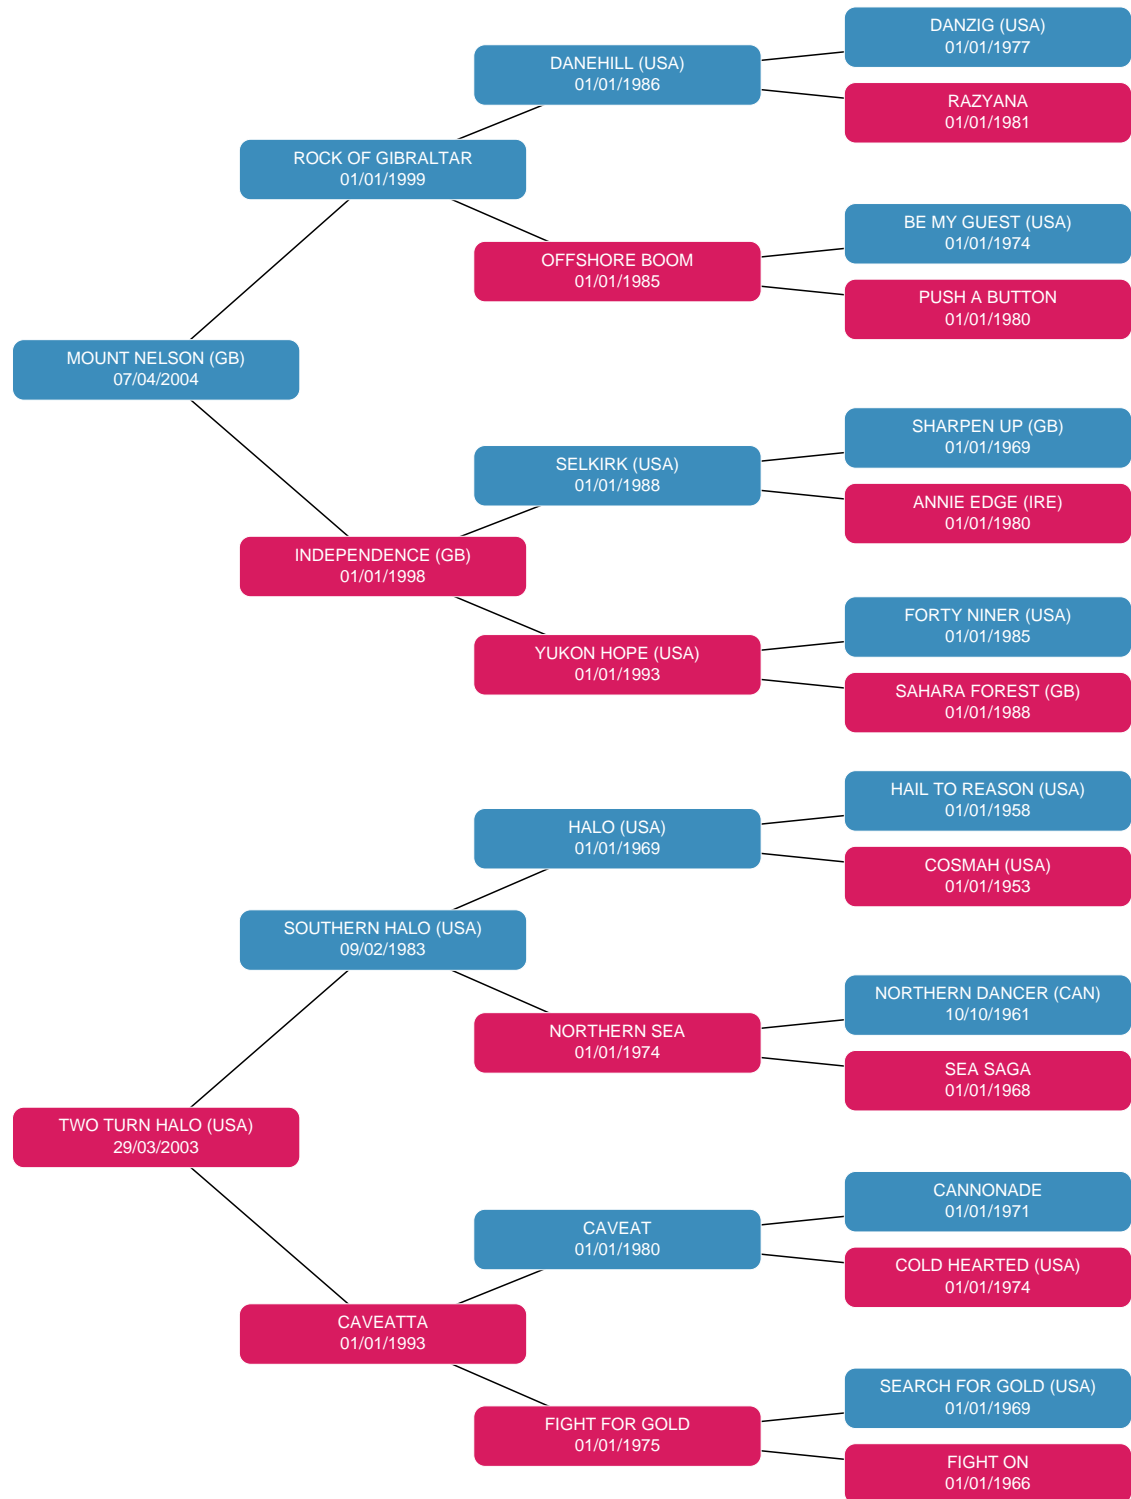 DANZIG (USA)
01/01/1977
DANEHILL (USA)
01/01/1986
RAZYANA
01/01/1981
ROCK OF GIBRALTAR
01/01/1999
BE MY GUEST (USA)
01/01/1974
OFFSHORE BOOM
01/01/1985
PUSH A BUTTON
01/01/1980
MOUNT NELSON (GB)
07/04/2004
SHARPEN UP (GB)
01/01/1969
SELKIRK (USA)
01/01/1988
ANNIE EDGE (IRE)
01/01/1980
INDEPENDENCE (GB)
01/01/1998
FORTY NINER (USA)
01/01/1985
YUKON HOPE (USA)
01/01/1993
SAHARA FOREST (GB)
01/01/1988
HAIL TO REASON (USA)
01/01/1958
HALO (USA)
01/01/1969
COSMAH (USA)
01/01/1953
SOUTHERN HALO (USA)
09/02/1983
NORTHERN DANCER (CAN)
10/10/1961
NORTHERN SEA
01/01/1974
SEA SAGA
01/01/1968
TWO TURN HALO (USA)
29/03/2003
CANNONADE
01/01/1971
CAVEAT
01/01/1980
COLD HEARTED (USA)
01/01/1974
CAVEATTA
01/01/1993
SEARCH FOR GOLD (USA)
01/01/1969
FIGHT FOR GOLD
01/01/1975
FIGHT ON
01/01/1966